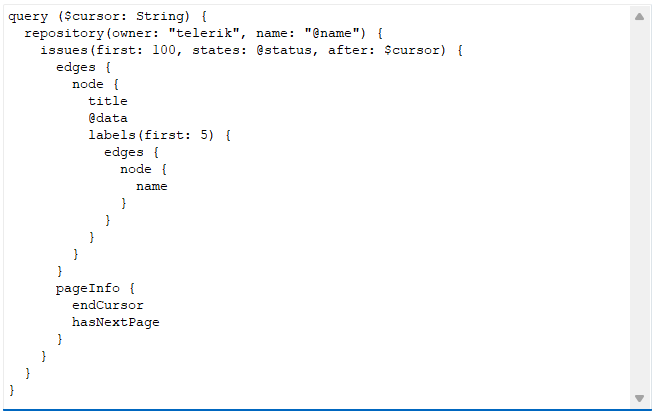 query ($cursor: String) {
  repository(owner: "telerik", name: "@name") {
    issues(first: 100, states: @status, after: $cursor) {
      edges {
        node {
          title
          @data
          labels(first: 5) {
            edges {
              node {
                name
              }
            }
          }
        }
      }
      pageInfo {
        endCursor
        hasNextPage
      }
    }
  }
}